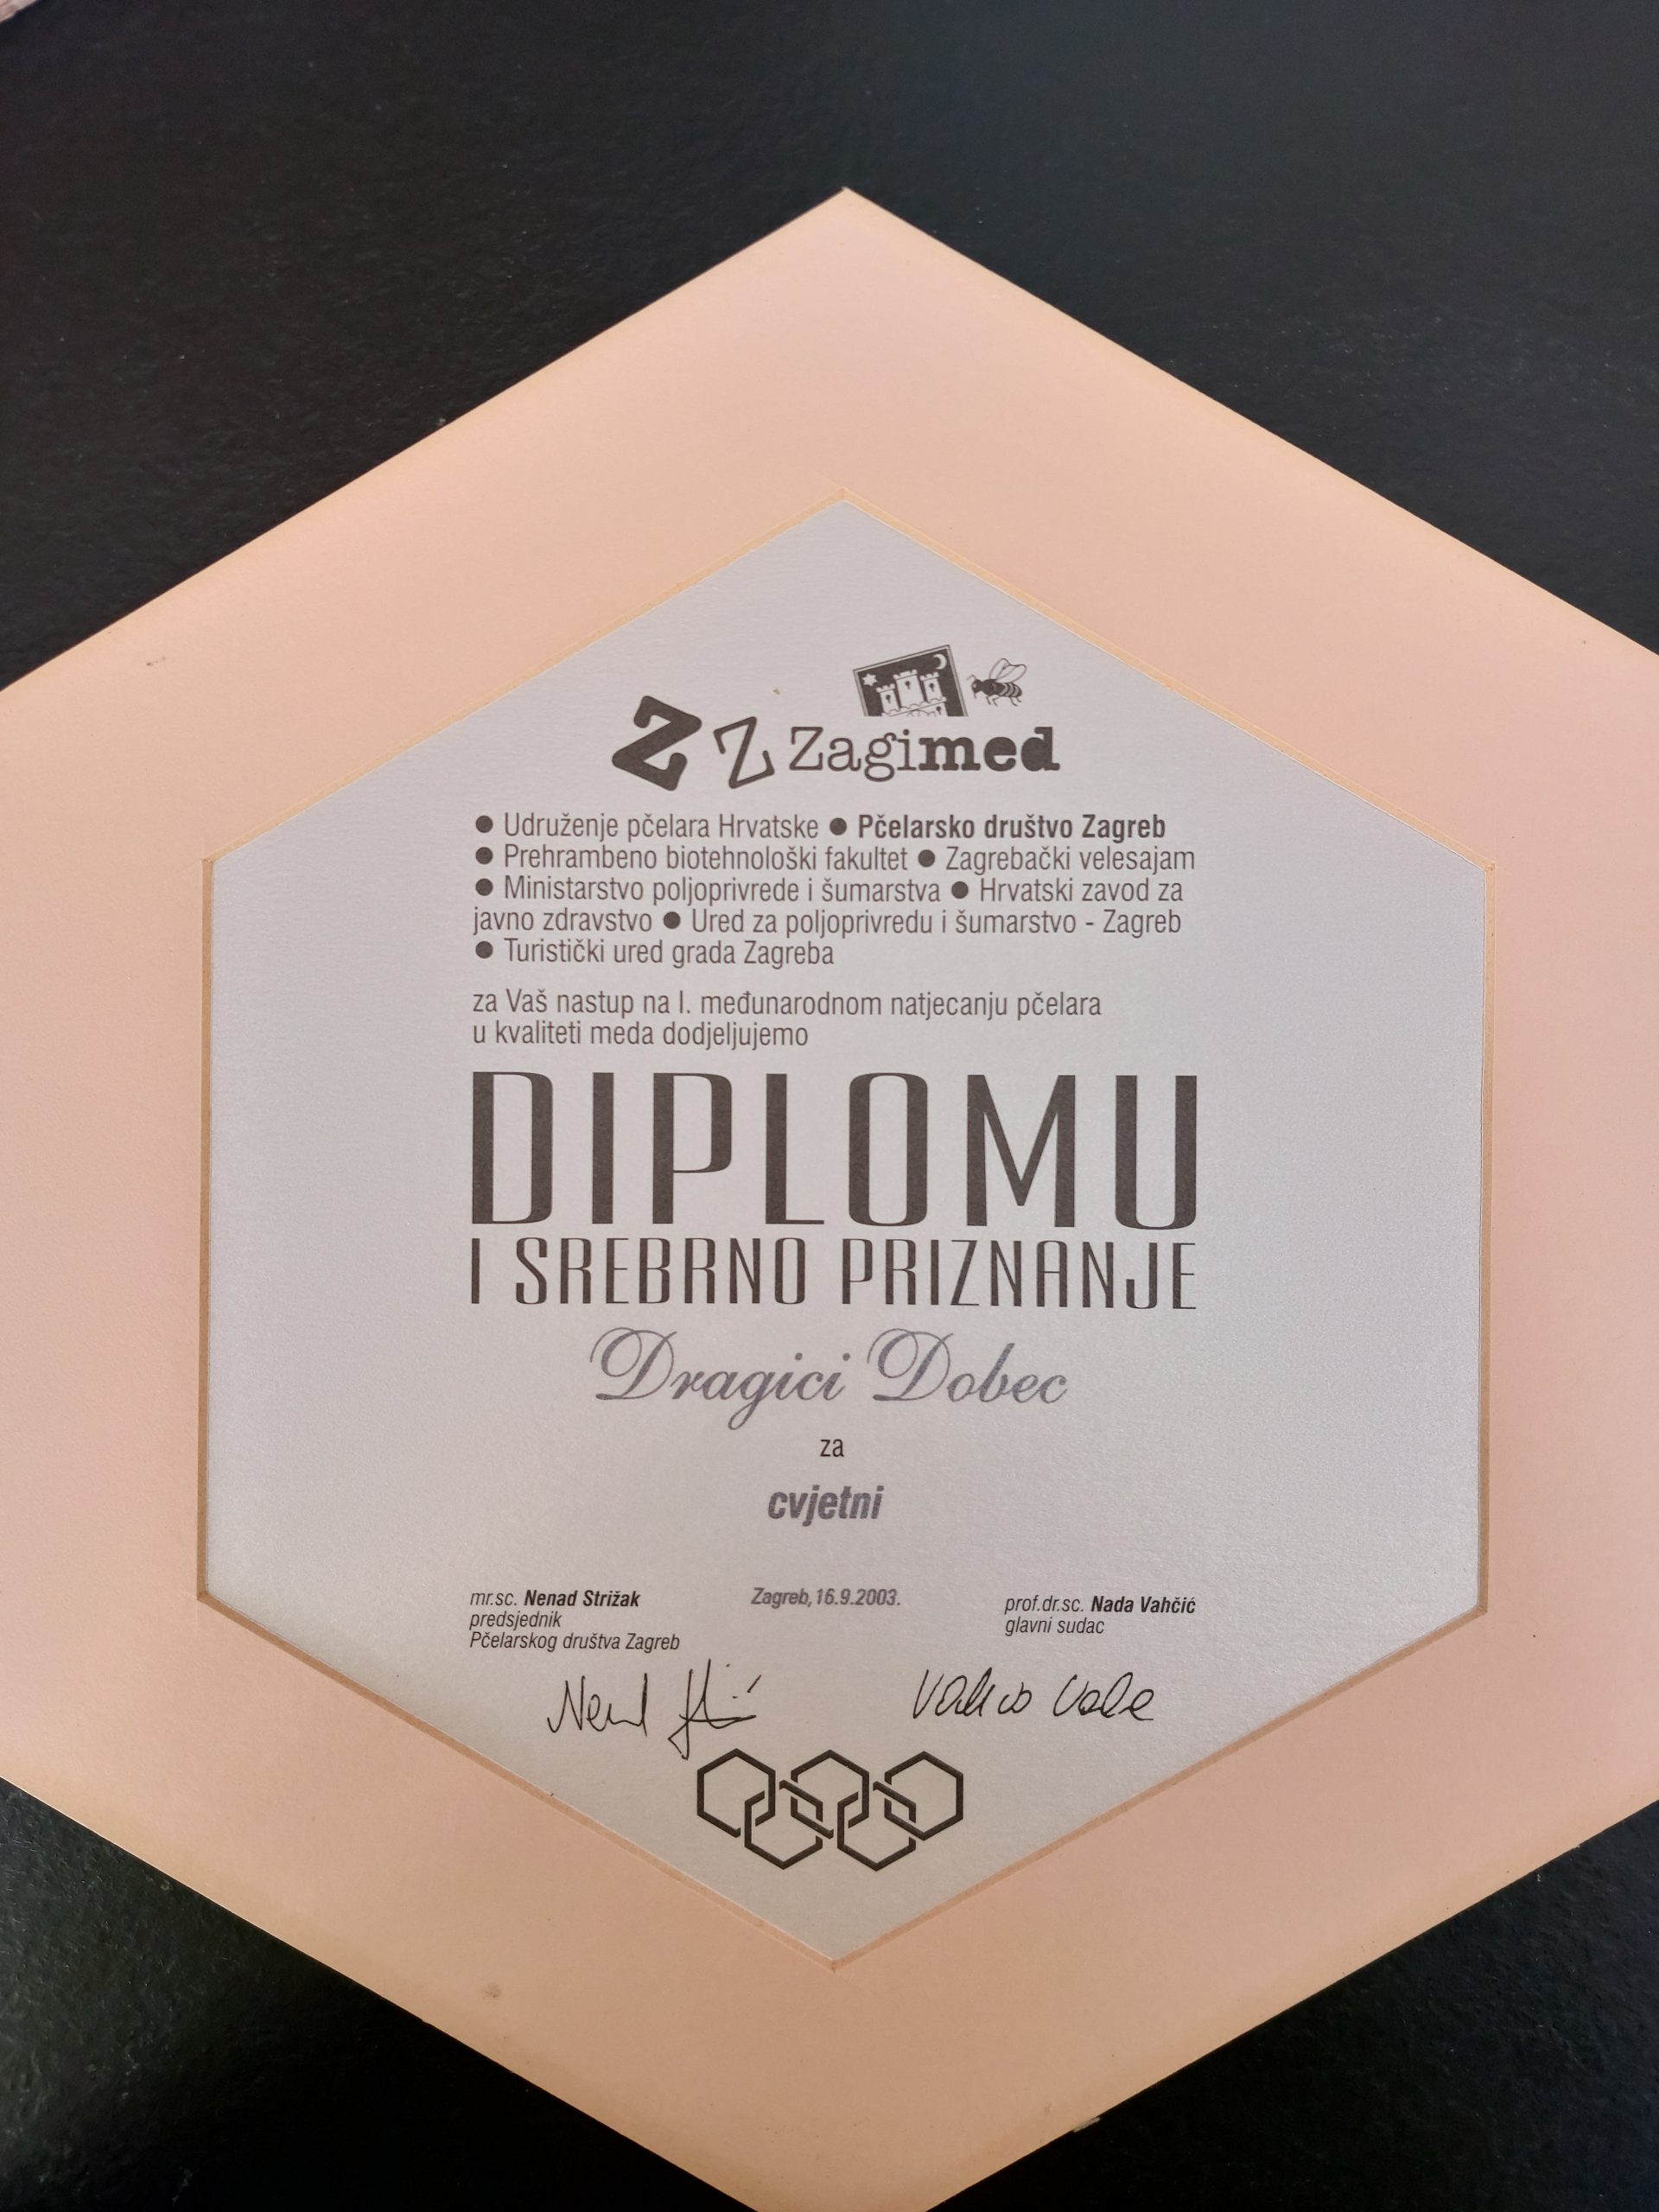 Z Z Zagimed
● Udruženje pčelara Hrvatske ● Pčelarsko društvo Zagreb
● Prehrambeno biotehnološki fakultet ● Zagrebački velesajam
● Ministarstvo poljoprivrede i šumarstva ● Hrvatski zavod za
javno zdravstvo ● Ured za poljoprivredu i šumarstvo - Zagreb
● Turistički ured grada Zagreba
za Vaš nastup na I. međunarodnom natjecanju pčelara
u kvaliteti meda dodjeljujemo
DIPLOMU
I SREBRNO PRIZNANJE
Dragici Dobec
za
cvjetni
mr.sc. Nenad Strižak
predsjednik
Pčelarskog društva Zagreb
Zagreb,16.9.2003.
prof.dr.sc. Nada Vahčić
glavni sudac